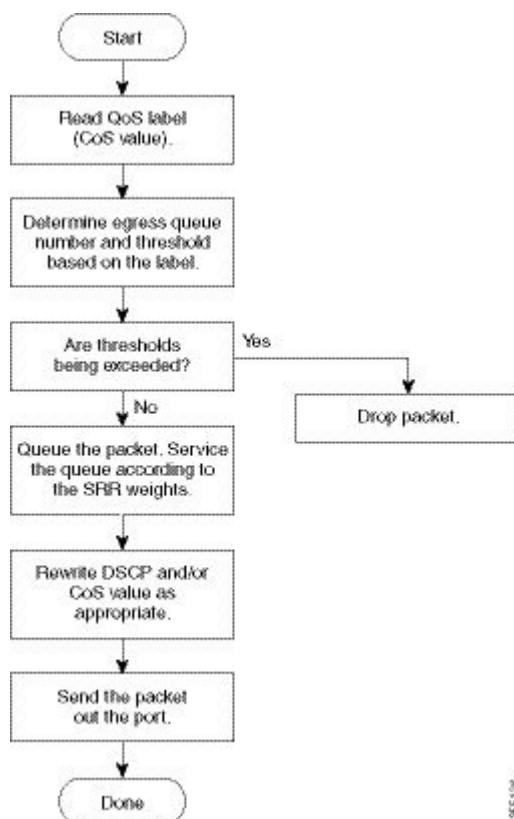 Start
Read QoS label
(CoS value).
Determine egress queue
number and threshold
based on the label.
Are thresholds
being exceeded?
Yes
No
Drop packet.
Queue the packet. Service
the queue according to
the SRR weights.
Rewrite DSCP and/or
CoS value as
appropriate.
Send the packet
out the port.
Done